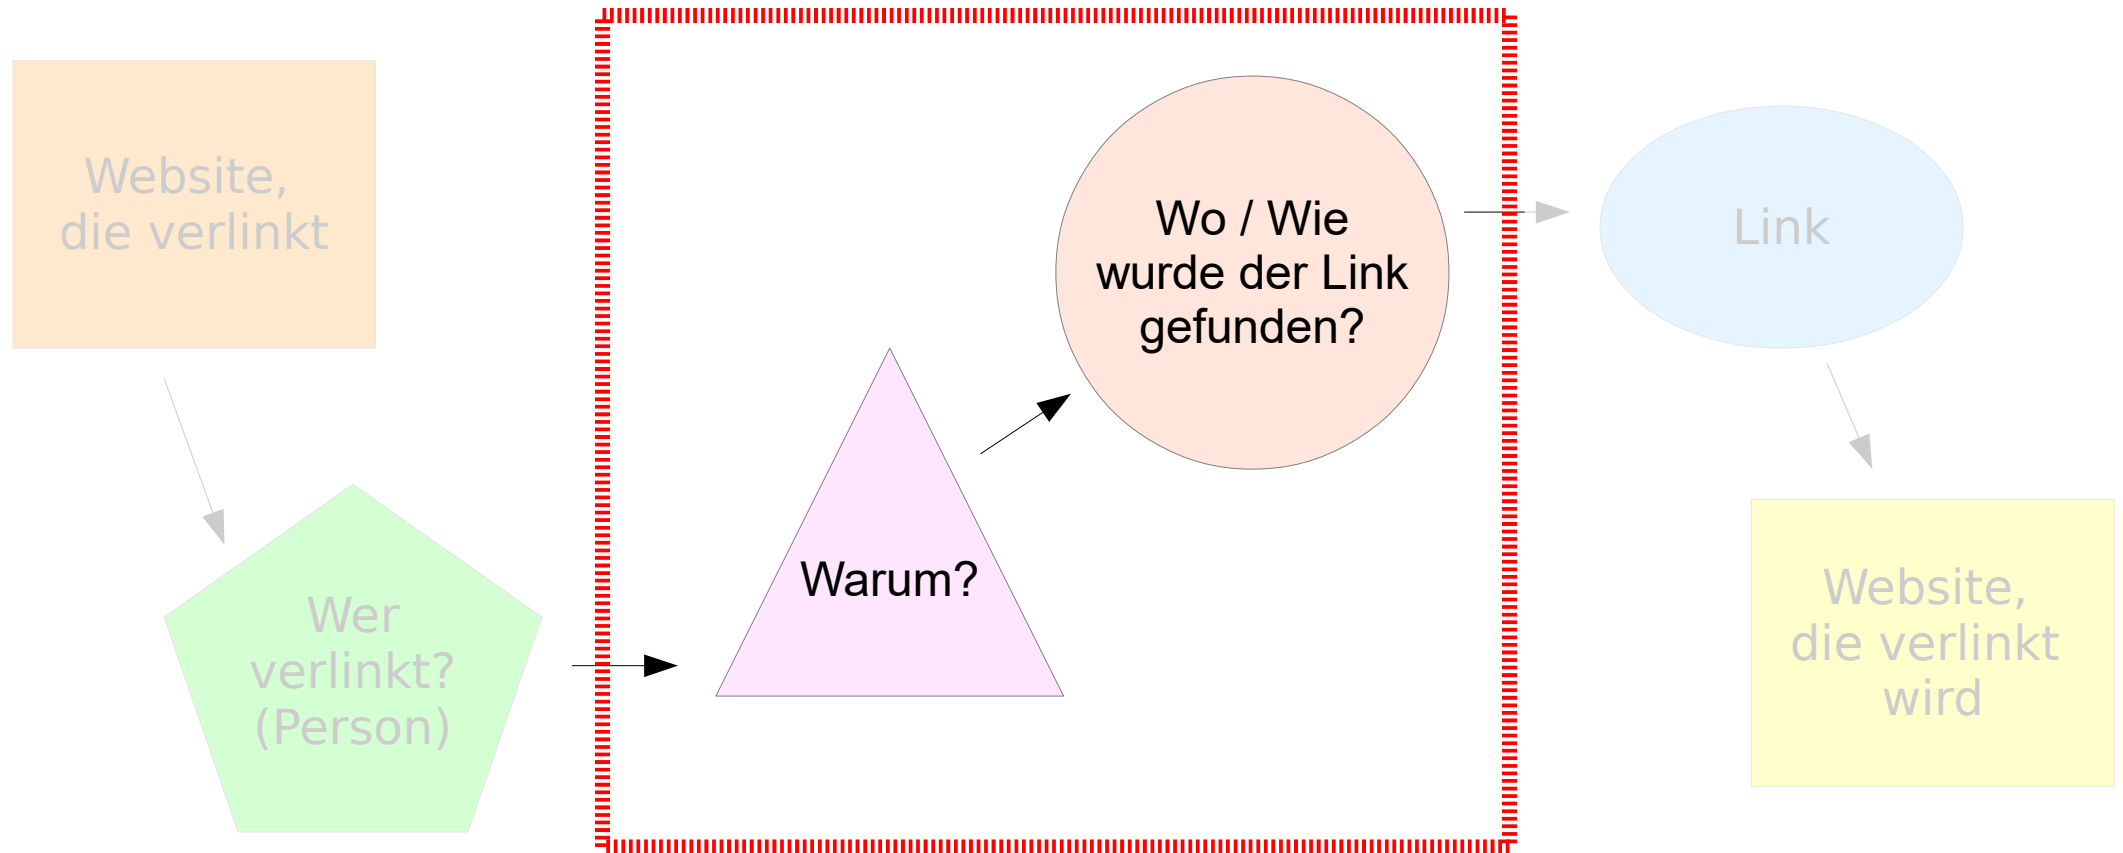 Website,
die verlinkt
Wer
verlinkt?
(Person)
Warum?
Wo / Wie
wurde der Link
gefunden?
Link
Website,
die verlinkt
wird